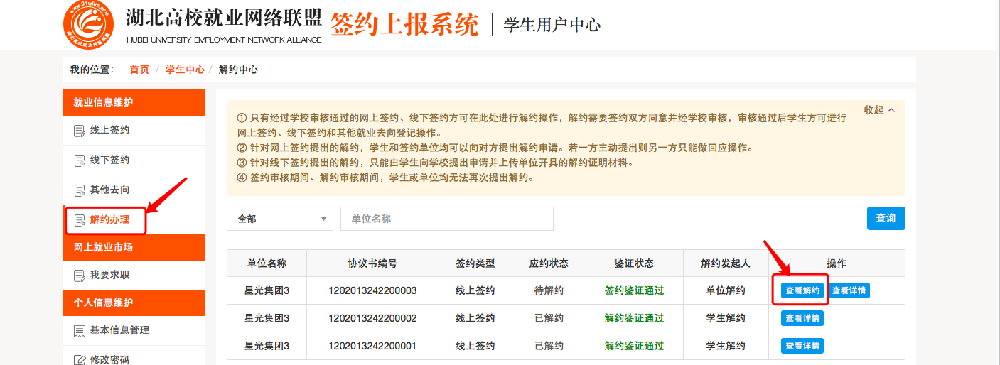 www.91wllm.com
湖北高校就业网络联盟
湖北高校就业网络联盟
HUBEI UNIVERSITY EMPLOYMENT NETWORK ALLIANCE
签约上报系统
学生用户中心
我的位置： 首页 / 学生中心 / 解约中心
就业信息维护
线上签约
线下签约
其他去向
解约办理
网上就业市场
我要求职
个人信息维护
基本信息管理
修改密码
收起
① 只有经过学校审核通过的网上签约、线下签约方可在此处进行解约操作，解约需要签约双方同意并经学校审核，审核通过后学生方可进行
网上签约、线下签约和其他就业去向登记操作。
② 针对网上签约提出的解约，学生和签约单位均可以向对方提出解约申请。若一方主动提出则另一方只能做回应操作。
③ 针对线下签约提出的解约，只能由学生向学校提出申请并上传单位开具的解约证明材料。
④ 签约审核期间、解约审核期间，学生或单位均无法再次提出解约。
全部 单位名称 查询
单位名称 协议书编号 签约类型 应约状态 鉴证状态 解约发起人 操作
星光集团3 1202013242200003 线上签约 待解约 签约鉴证通过 单位解约 查看解约 查看详情
星光集团3 1202013242200002 线上签约 已解约 解约鉴证通过 学生解约 查看详情
星光集团3 1202013242200001 线上签约 已解约 解约鉴证通过 学生解约 查看详情